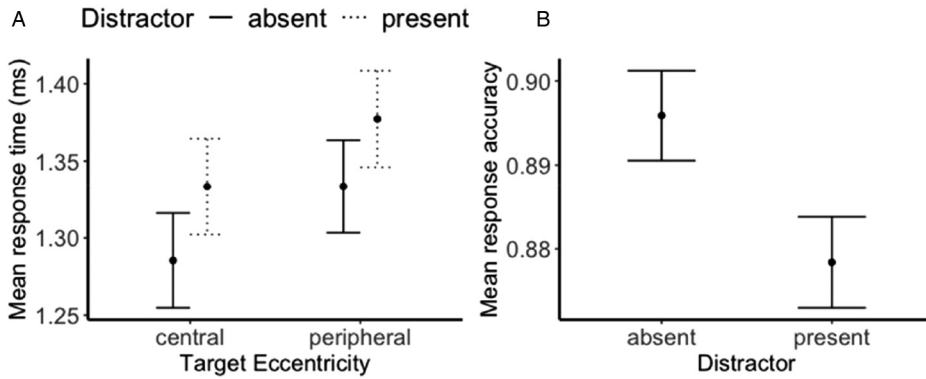 A
Distractor — absent ····· present
Mean response time (ms)
1.40
1.35
1.30
1.25
central peripheral
Target Eccentricity
B
Mean response accuracy
0.90
0.89
0.88
absent present
Distractor